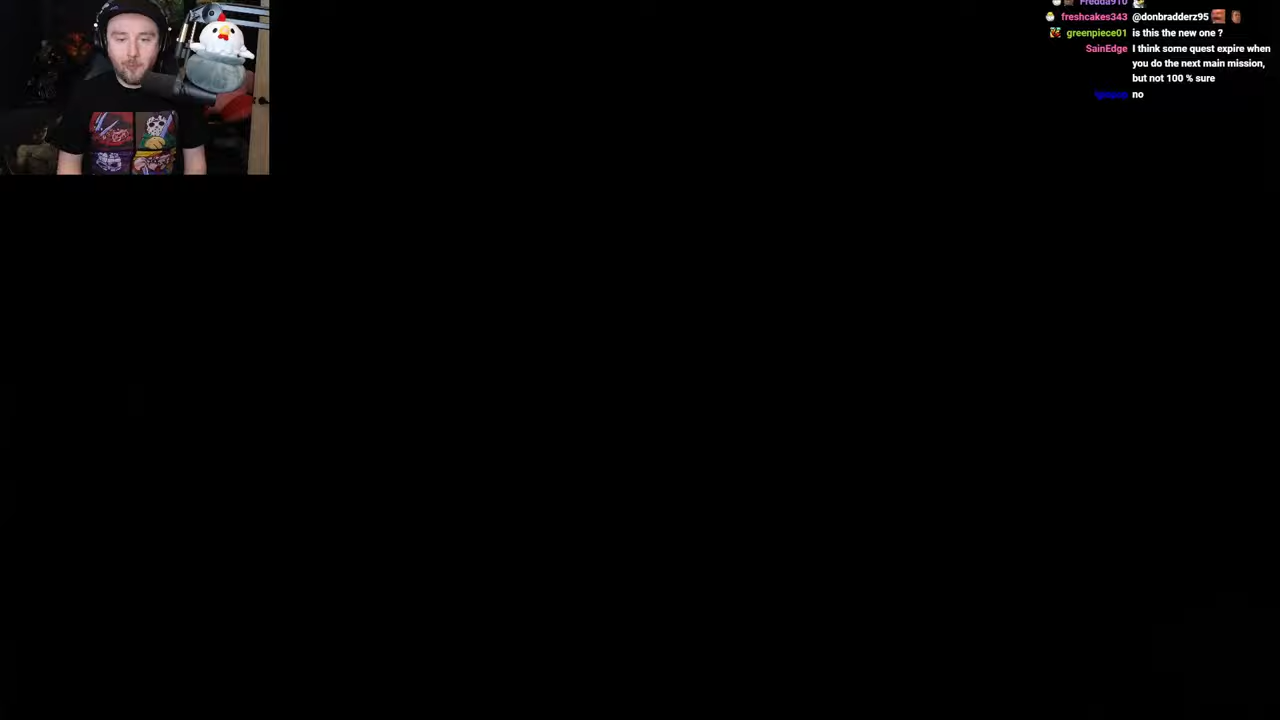 Fredda910
freshcakes343 @donbradderz95
greenpiece01 is this the new one ?
SainEdge I think some quest expire when
you do the next main mission,
but not 100 % sure
no